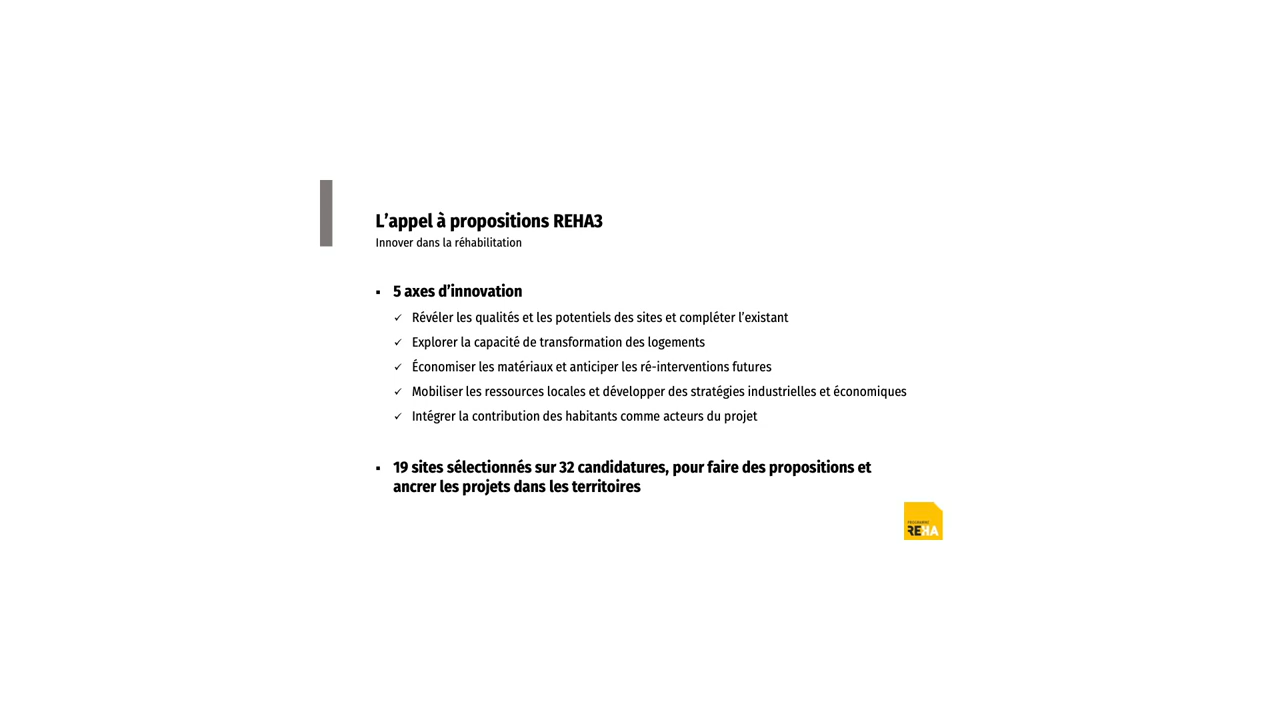 L’appel à propositions REHA3
Innover dans la réhabilitation
▪ 5 axes d’innovation
✓ Révéler les qualités et les potentiels des sites et compléter l’existant
✓ Explorer la capacité de transformation des logements
✓ Économiser les matériaux et anticiper les ré-interventions futures
✓ Mobiliser les ressources locales et développer des stratégies industrielles et économiques
✓ Intégrer la contribution des habitants comme acteurs du projet
▪ 19 sites sélectionnés sur 32 candidatures, pour faire des propositions et
ancrer les projets dans les territoires
PROGRAMME
REHA